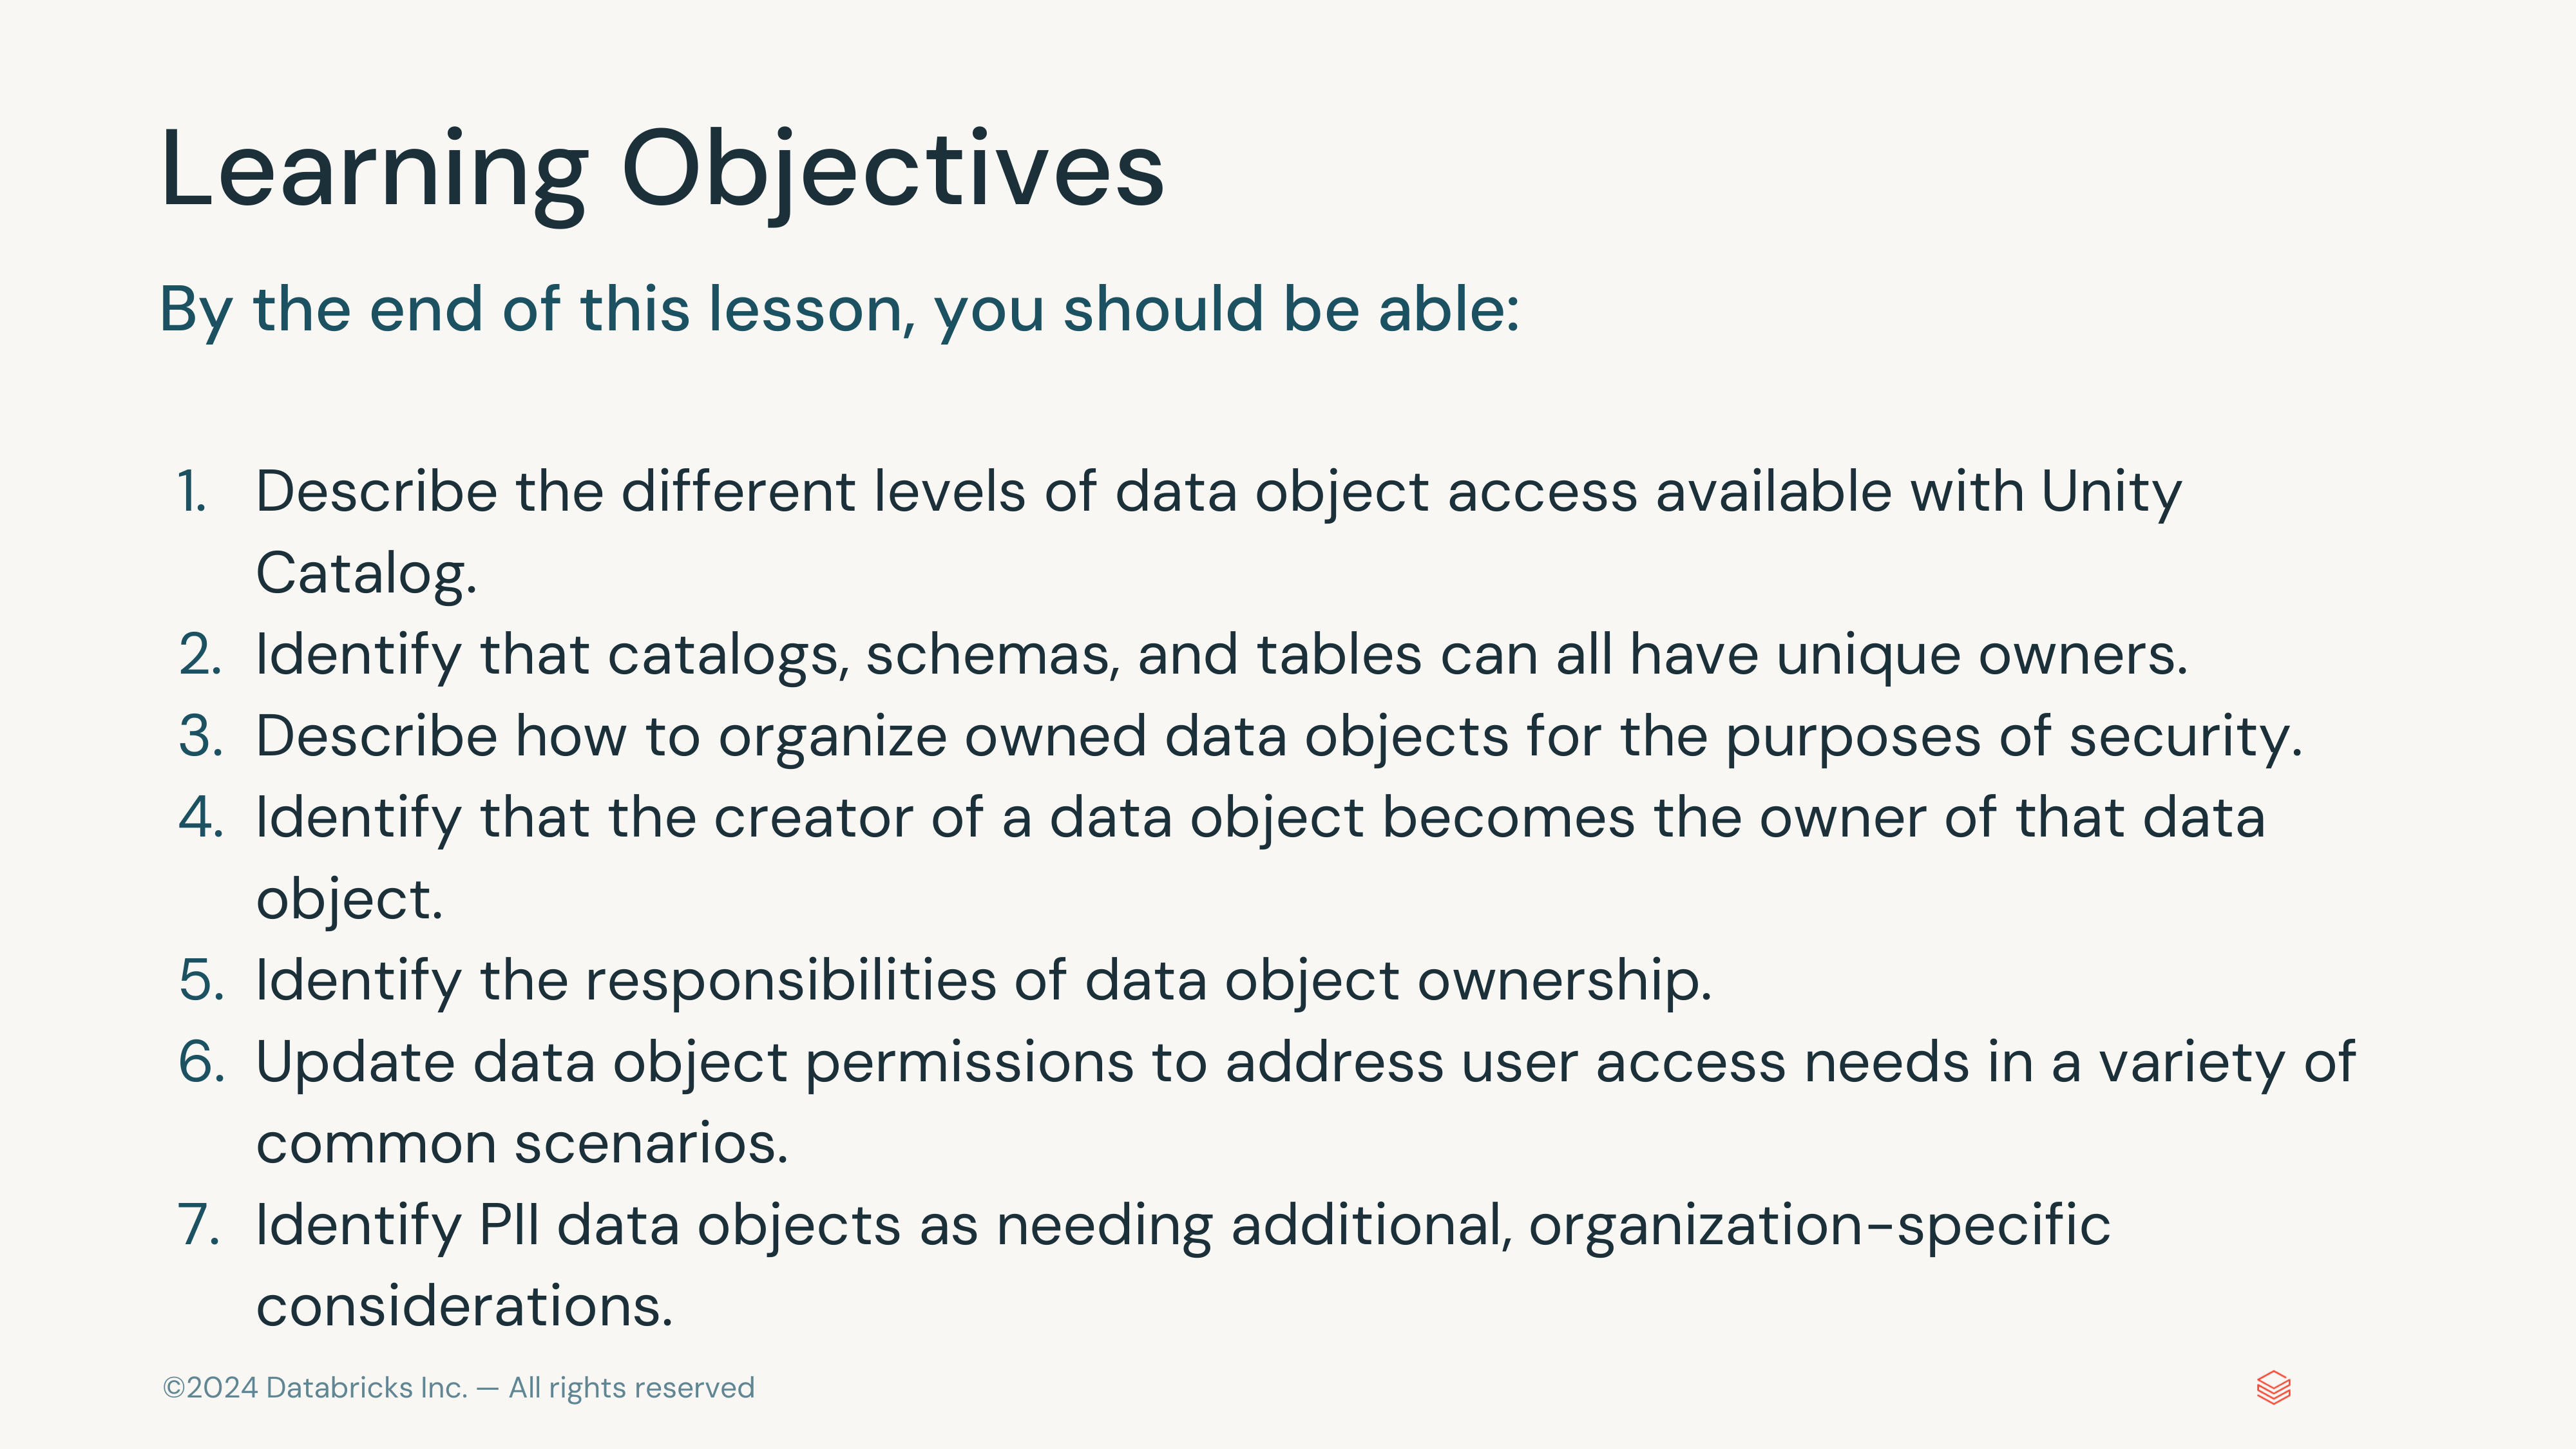 Learning Objectives
By the end of this lesson, you should be able:
1. Describe the different levels of data object access available with Unity
Catalog.
2. Identify that catalogs, schemas, and tables can all have unique owners.
3. Describe how to organize owned data objects for the purposes of security.
4. Identify that the creator of a data object becomes the owner of that data
object.
5. Identify the responsibilities of data object ownership.
6. Update data object permissions to address user access needs in a variety of
common scenarios.
7. Identify PII data objects as needing additional, organization-specific
considerations.
©2024 Databricks Inc. — All rights reserved